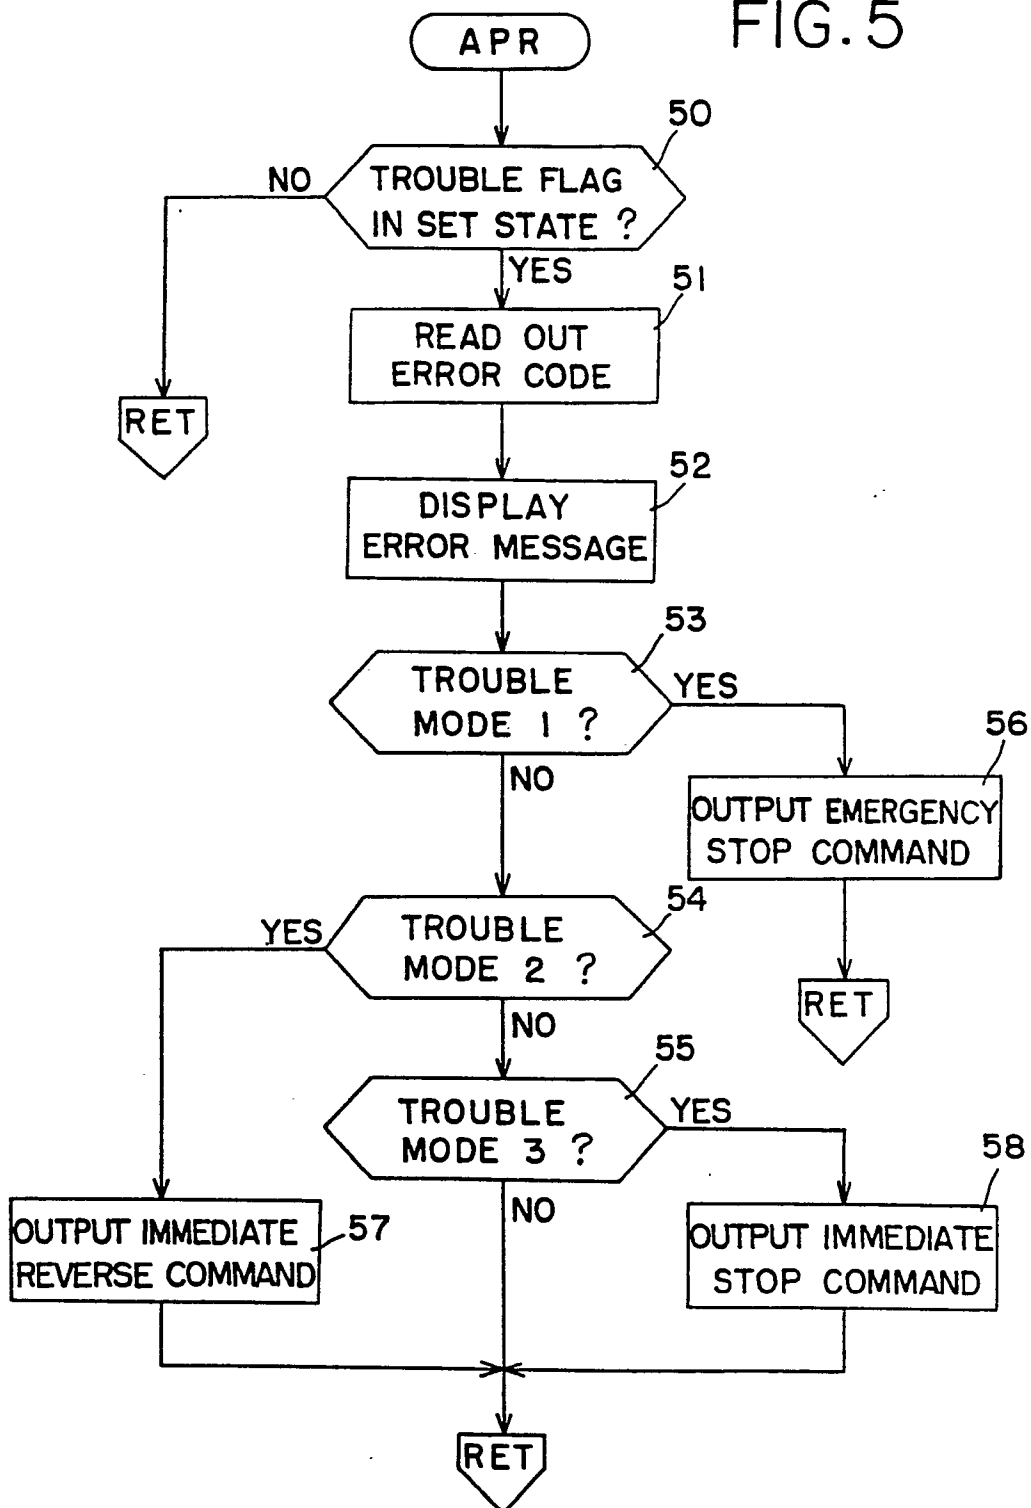 FIG. 5
APR
50
TROUBLE FLAG
IN SET STATE ?
NO
YES
51
READ OUT
ERROR CODE
RET
52
DISPLAY
ERROR MESSAGE
53
TROUBLE
MODE 1 ?
YES
NO
56
OUTPUT EMERGENCY
STOP COMMAND
RET
54
TROUBLE
MODE 2 ?
YES
NO
55
TROUBLE
MODE 3 ?
YES
NO
57
OUTPUT IMMEDIATE
REVERSE COMMAND
58
OUTPUT IMMEDIATE
STOP COMMAND
RET